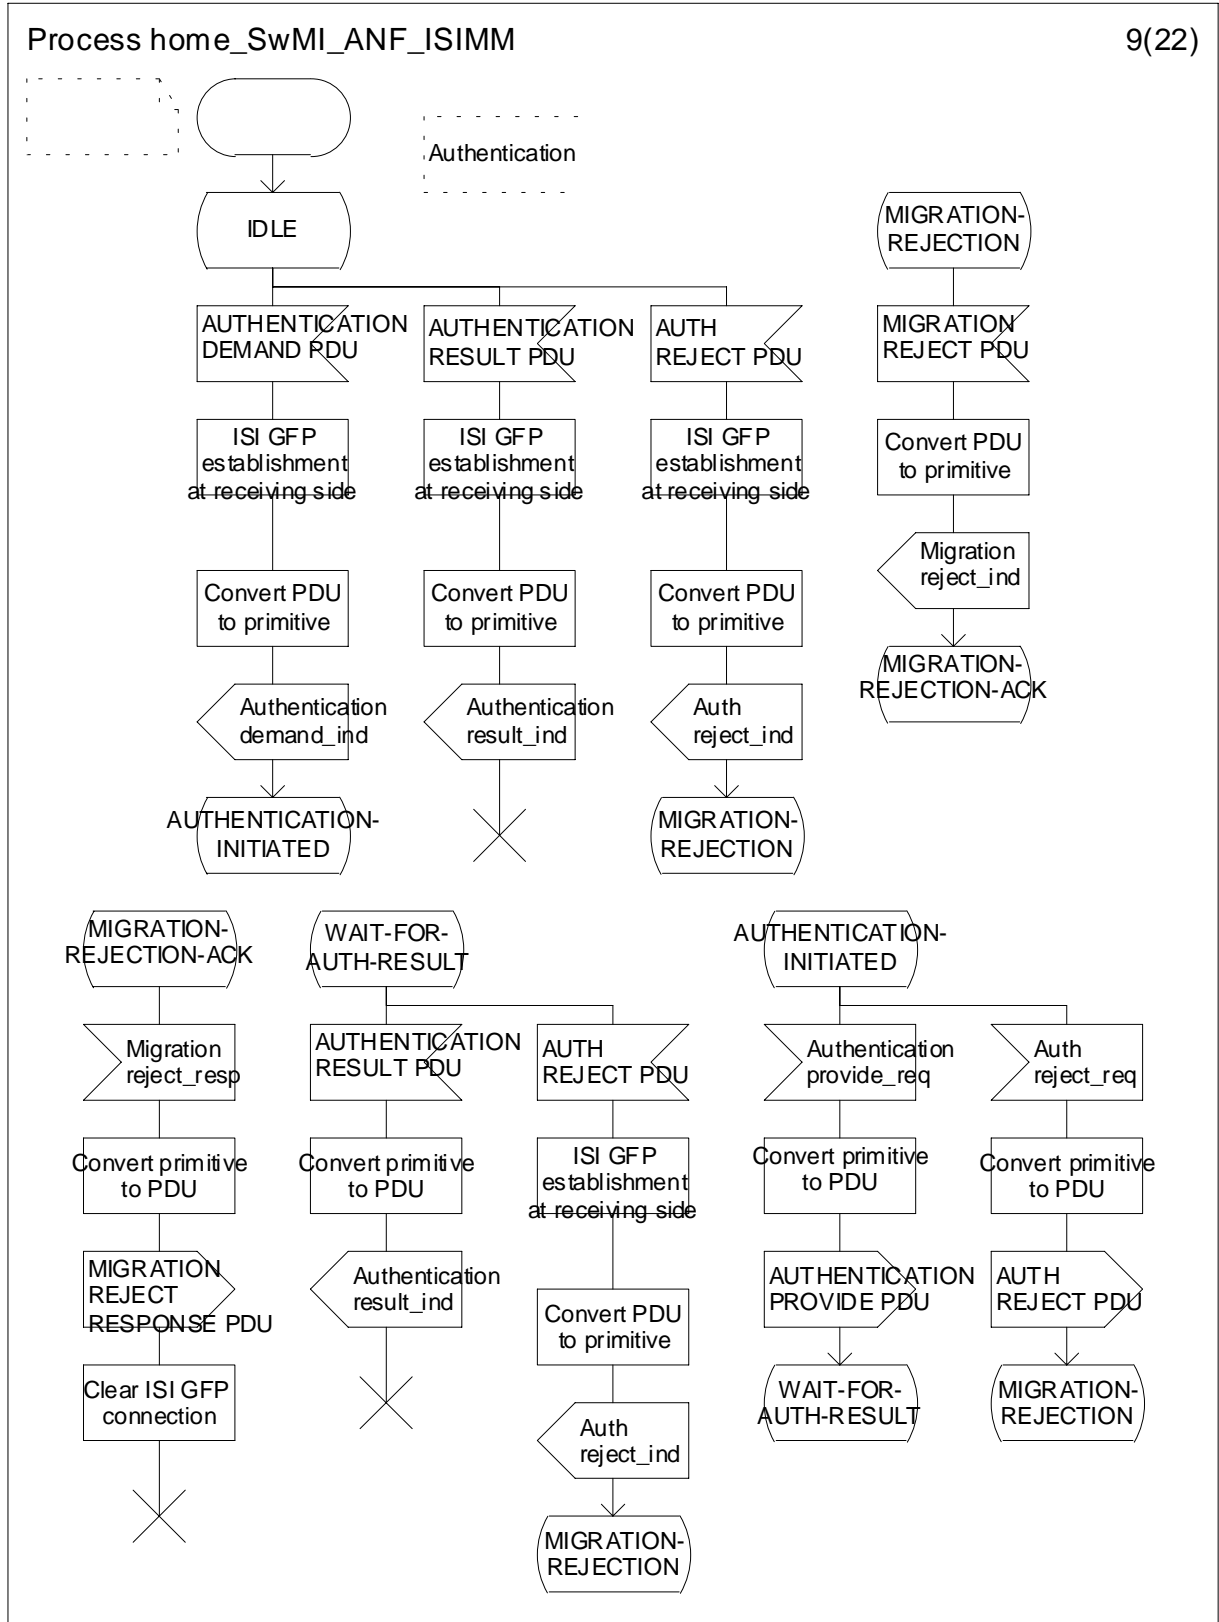 Process home_SwMI_ANF_ISIMM
9(22)
Authentication
IDLE
MIGRATION-
REJECTION
AUTHENTICATION
DEMAND PDU
AUTHENTICATION
RESULT PDU
AUTH
REJECT PDU
MIGRATION
REJECT PDU
ISI GFP
establishment
at receiving side
ISI GFP
establishment
at receiving side
ISI GFP
establishment
at receiving side
Convert PDU
to primitive
Migration
reject_ind
Convert PDU
to primitive
Convert PDU
to primitive
Convert PDU
to primitive
MIGRATION-
REJECTION-ACK
Authentication
demand_ind
Authentication
result_ind
Auth
reject_ind
AUTHENTICATION-
INITIATED
MIGRATION-
REJECTION
MIGRATION-
REJECTION-ACK
WAIT-FOR-
AUTH-RESULT
AUTHENTICATION-
INITIATED
Migration
reject_resp
AUTHENTICATION
RESULT PDU
AUTH
REJECT PDU
Authentication
provide_req
Auth
reject_req
Convert primitive
to PDU
Convert primitive
to PDU
ISI GFP
establishment
at receiving side
Convert primitive
to PDU
Convert primitive
to PDU
MIGRATION
REJECT
RESPONSE PDU
Authentication
result_ind
Convert PDU
to primitive
AUTHENTICATION
PROVIDE PDU
AUTH
REJECT PDU
Clear ISI GFP
connection
Auth
reject_ind
WAIT-FOR-
AUTH-RESULT
MIGRATION-
REJECTION
MIGRATION-
REJECTION